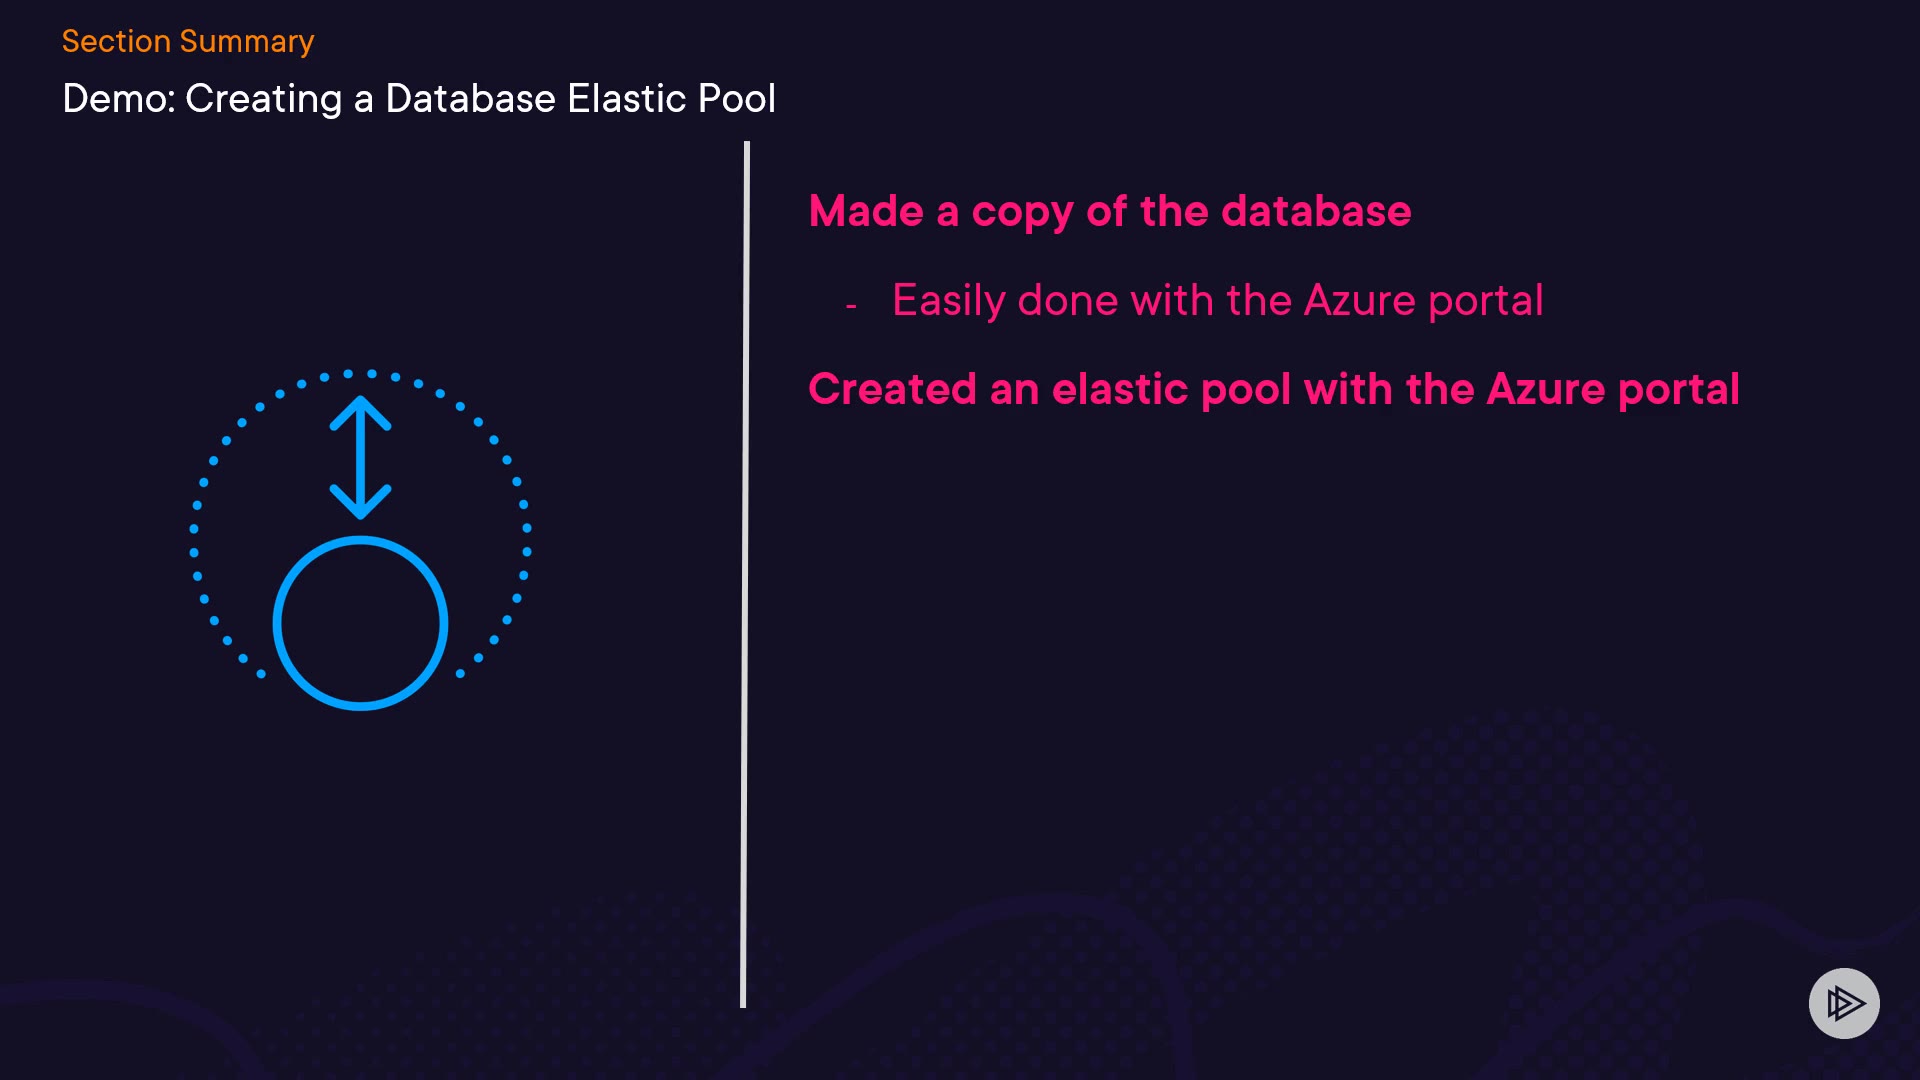 Section Summary
Demo: Creating a Database Elastic Pool
Made a copy of the database
- Easily done with the Azure portal
Created an elastic pool with the Azure portal